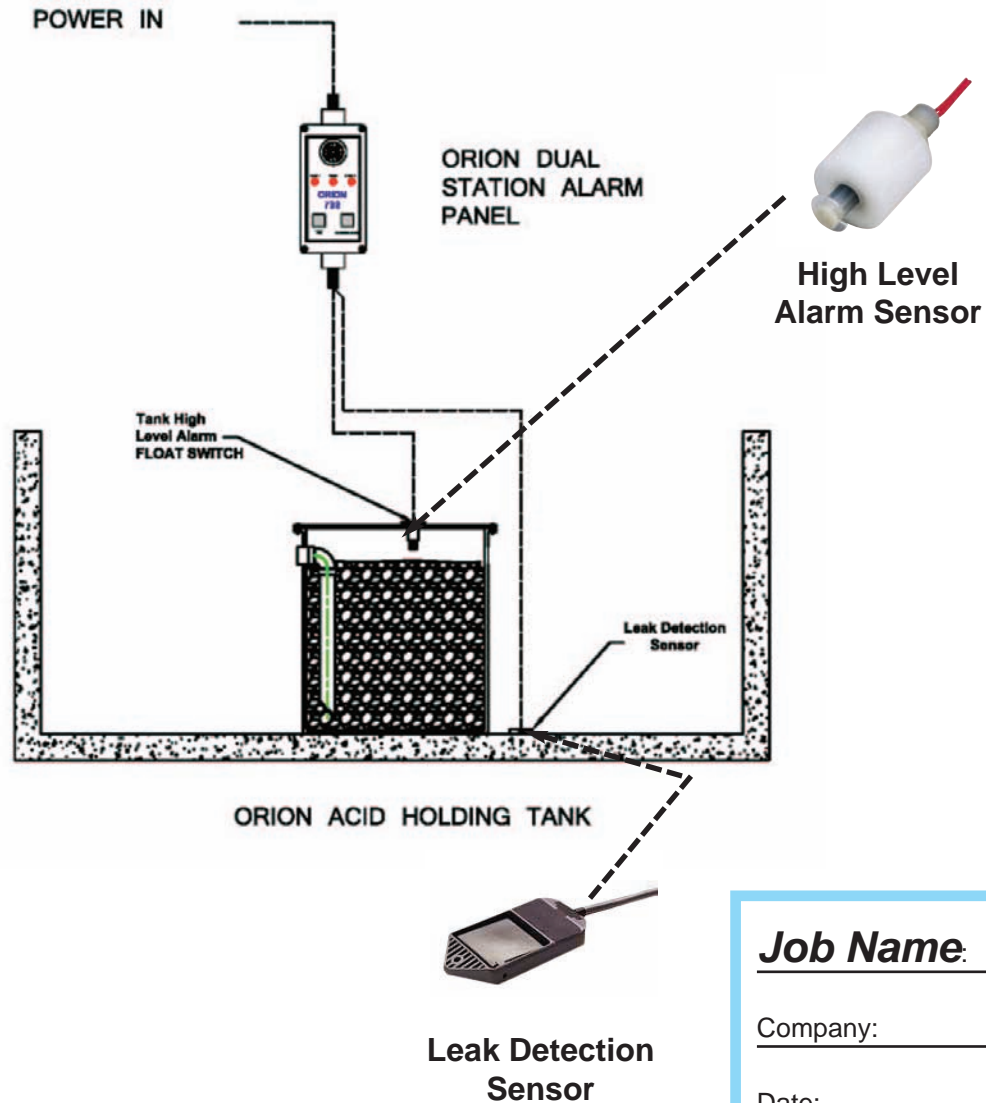 POWER IN
ORION DUAL
STATION ALARM
PANEL
ORION
High Level
Alarm Sensor
Tank High
Level Alarm
FLOAT SWITCH
Leak Detection
Sensor
ORION ACID HOLDING TANK
Leak Detection
Sensor
Job Name:
Company:
Date: